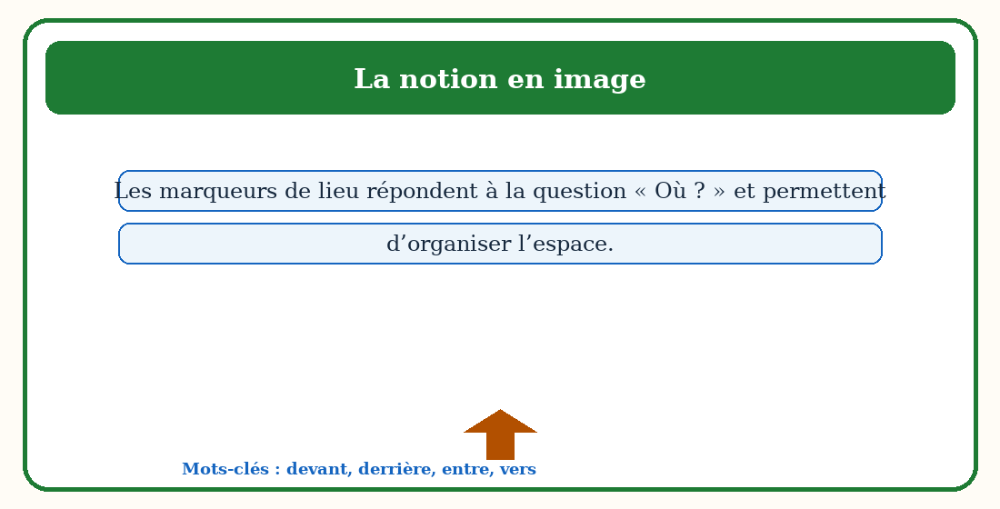 La notion en image
Les marqueurs de lieu répondent à la question « Où ? » et permettent
d’organiser l’espace.
Mots-clés : devant, derrière, entre, vers